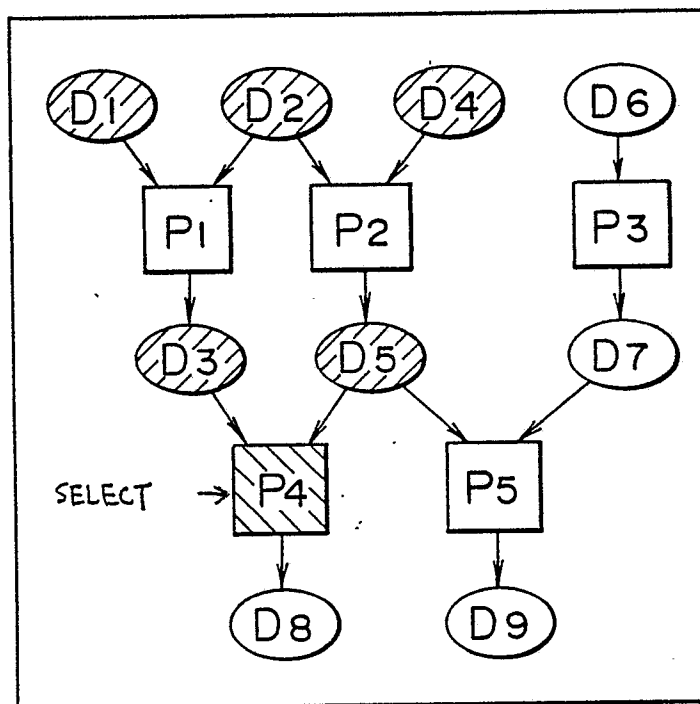 D1 D2 D4 D6
P1 P2 P3
D3 D5 D7
SELECT → P4 P5
D8 D9